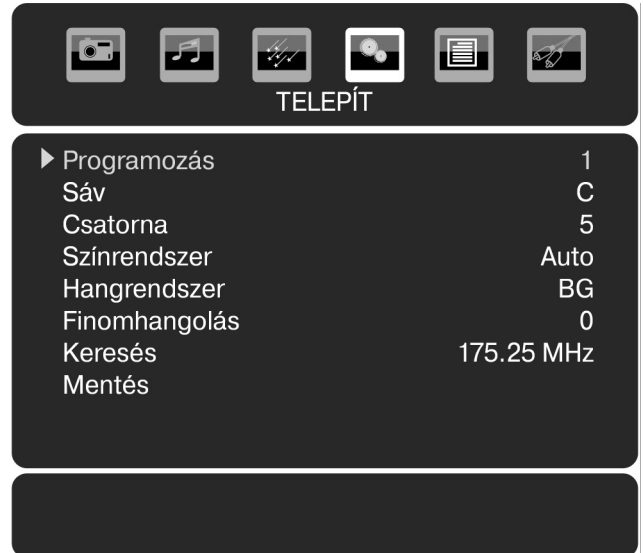 TELEPÍT
Programozás 1
Sáv C
Csatorna 5
Színrendszer Auto
Hangrendszer BG
Finomhangolás 0
Keresés 175.25 MHz
Mentés